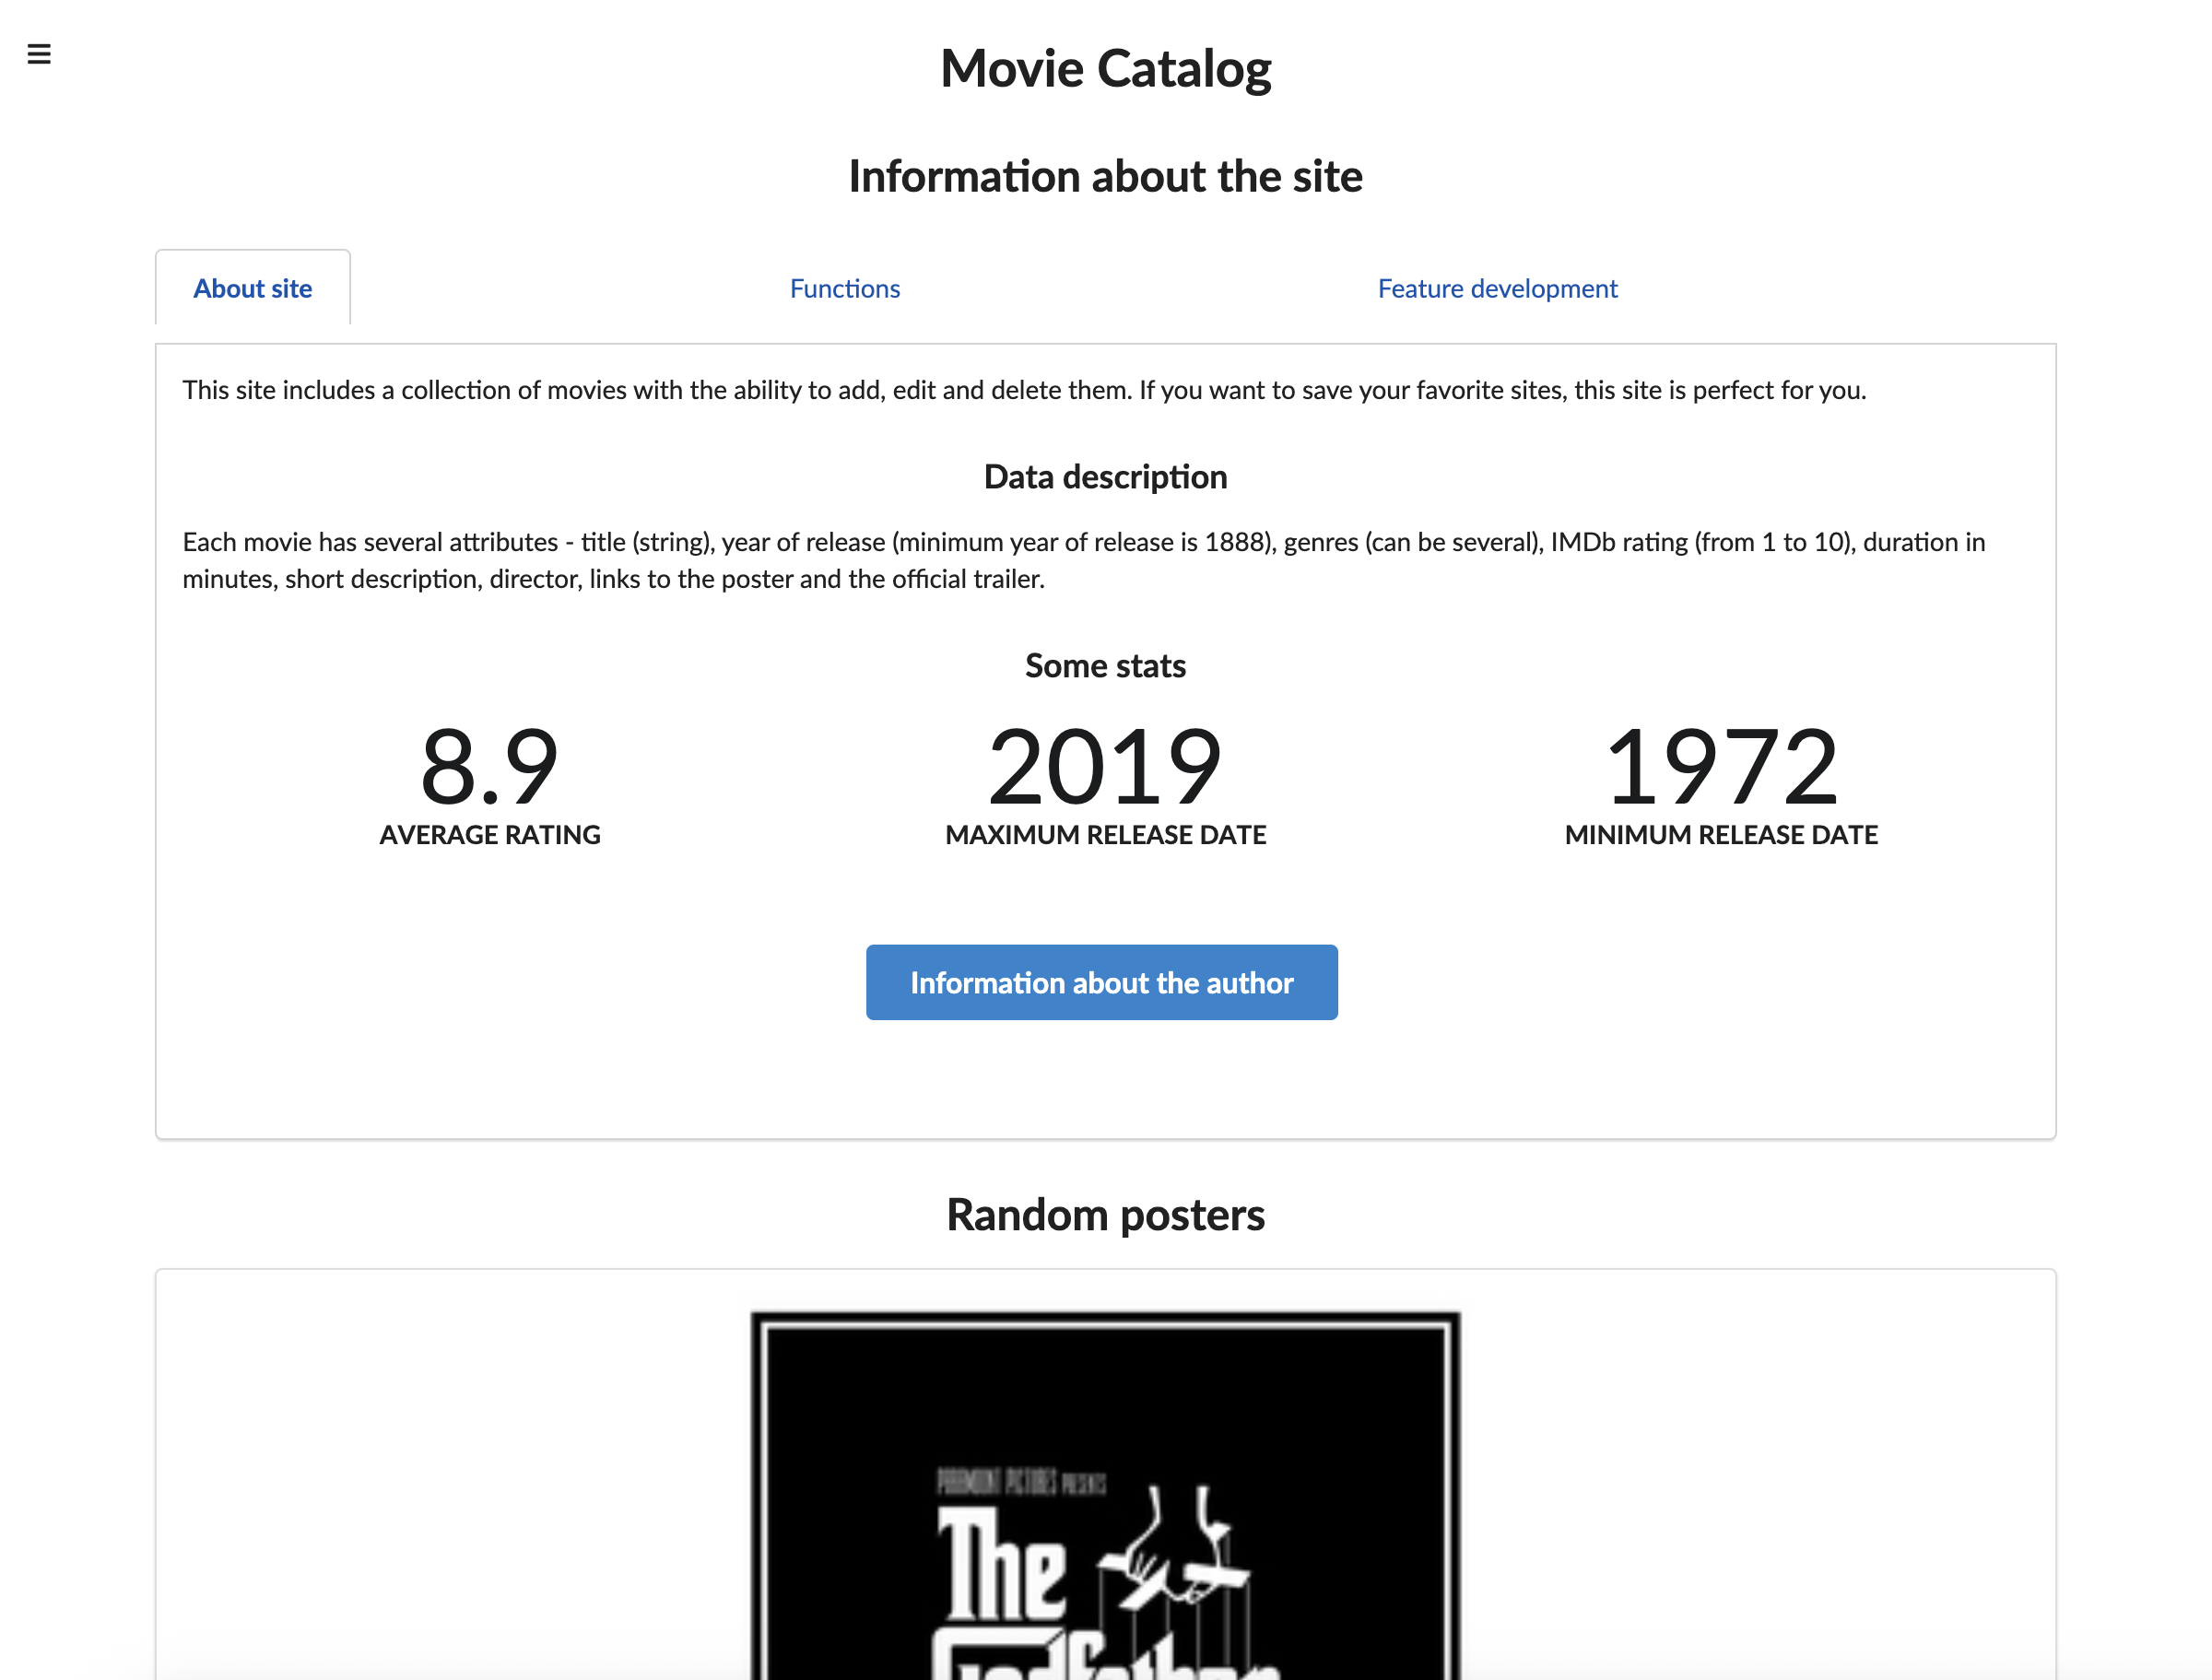 Movie Catalog
Information about the site
About site
Functions
Feature development
This site includes a collection of movies with the ability to add, edit and delete them. If you want to save your favorite sites, this site is perfect for you.
Data description
Each movie has several attributes - title (string), year of release (minimum year of release is 1888), genres (can be several), IMDb rating (from 1 to 10), duration in
minutes, short description, director, links to the poster and the official trailer.
Some stats
8.9
2019
1972
AVERAGE RATING
MAXIMUM RELEASE DATE
MINIMUM RELEASE DATE
Information about the author
Random posters
PARAMOUNT PICTURES PRESENTS
The
Godfather